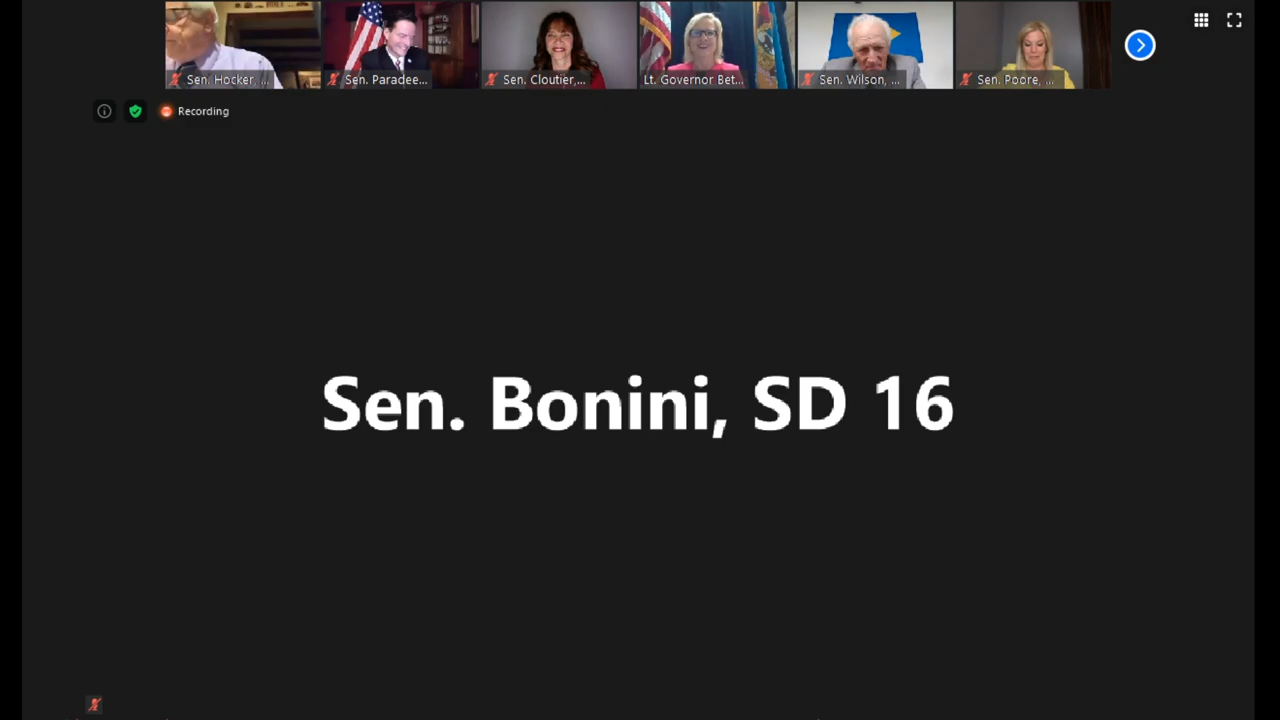 Sen. Hocker, ...
Sen. Paradee...
Sen. Cloutier,...
Lt. Governor Bet...
Sen. Wilson, ...
Sen. Poore, ...
Recording
Sen. Bonini, SD 16